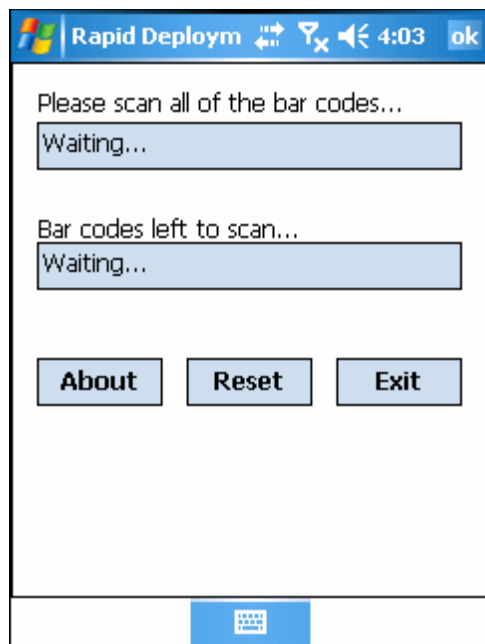 Rapid Deploym 4:03 ok
Please scan all of the bar codes...
Waiting...
Bar codes left to scan...
Waiting...
About Reset Exit